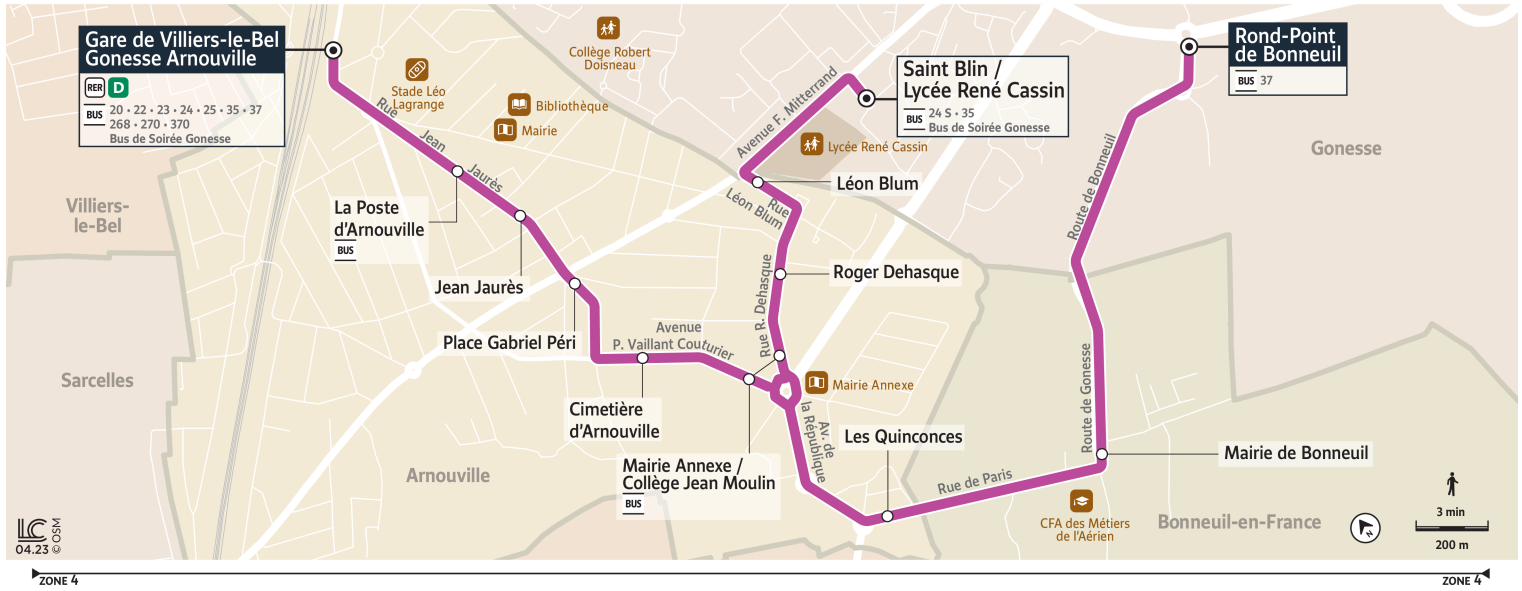 Gare de Villiers-le-Bel
Gonesse Arnouville
RER D
BUS 20 • 22 • 23 • 24 • 25 • 35 • 37
268 • 270 • 370
Bus de Soirée Gonesse
Stade Léo
Lagrange
Collège Robert
Doisneau
Bibliothèque
Mairie
Saint Blin /
Lycée René Cassin
BUS 24 S • 35
Bus de Soirée Gonesse
Rond-Point
de Bonneuil
BUS 37
Rue Jean Jaurès
Avenue F. Mitterrand
Lycée René Cassin
Gonesse
Route de Bonneuil
Villiers-
le-Bel
La Poste
d'Arnouville
BUS
Léon Blum
Rue
Léon Blum
Jean Jaurès
Roger Dehasque
Rue R. Dehasque
Place Gabriel Péri
Avenue
P. Vaillant Couturier
Sarcelles
Mairie Annexe
Route de Gonesse
Cimetière
d'Arnouville
Av. de
la République
Les Quinconces
Mairie Annexe /
Collège Jean Moulin
BUS
Mairie de Bonneuil
Arnouville
Rue de Paris
CFA des Métiers
de l'Aérien
Bonneuil-en-France
N
3 min
200 m
LC
04.23 © OSM
ZONE 4
ZONE 4